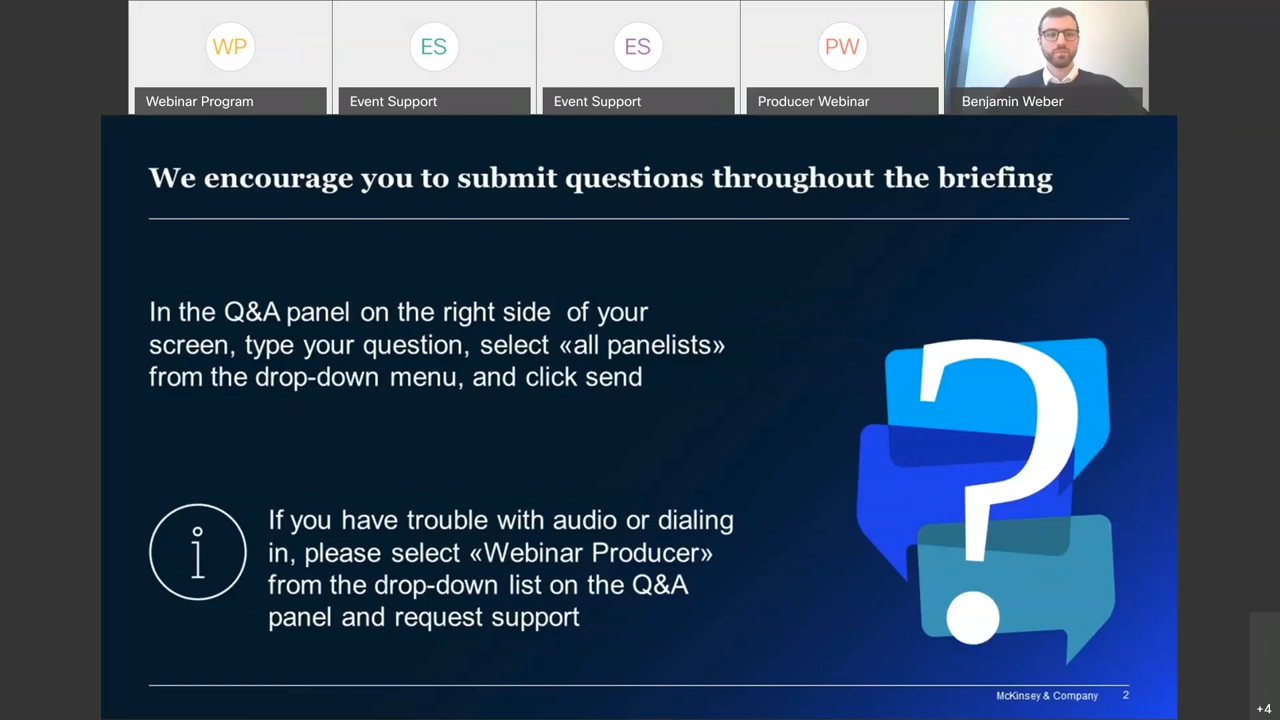 WP
ES
ES
PW
Webinar Program
Event Support
Event Support
Producer Webinar
Benjamin Weber
We encourage you to submit questions throughout the briefing
In the Q&A panel on the right side of your
screen, type your question, select «all panelists»
from the drop-down menu, and click send
?
i
If you have trouble with audio or dialing
in, please select «Webinar Producer»
from the drop-down list on the Q&A
panel and request support
McKinsey & Company 2
+4